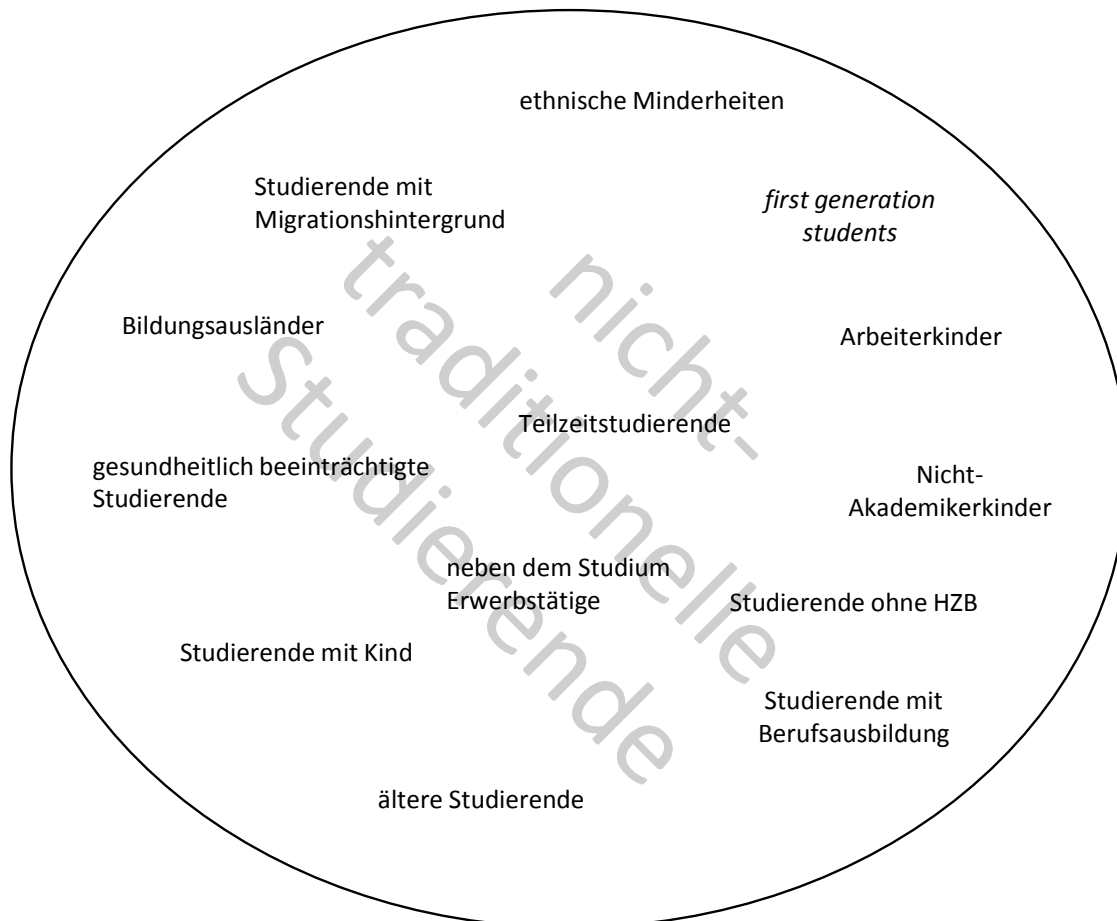 ethnische Minderheiten
Studierende mit
Migrationshintergrund
first generation
students
Bildungsausländer
Arbeiterkinder
nicht-
traditionelle
Studierende
Teilzeitstudierende
gesundheitlich beeinträchtigte
Studierende
Nicht-
Akademikerkinder
neben dem Studium
Erwerbstätige
Studierende ohne HZB
Studierende mit Kind
Studierende mit
Berufsausbildung
ältere Studierende